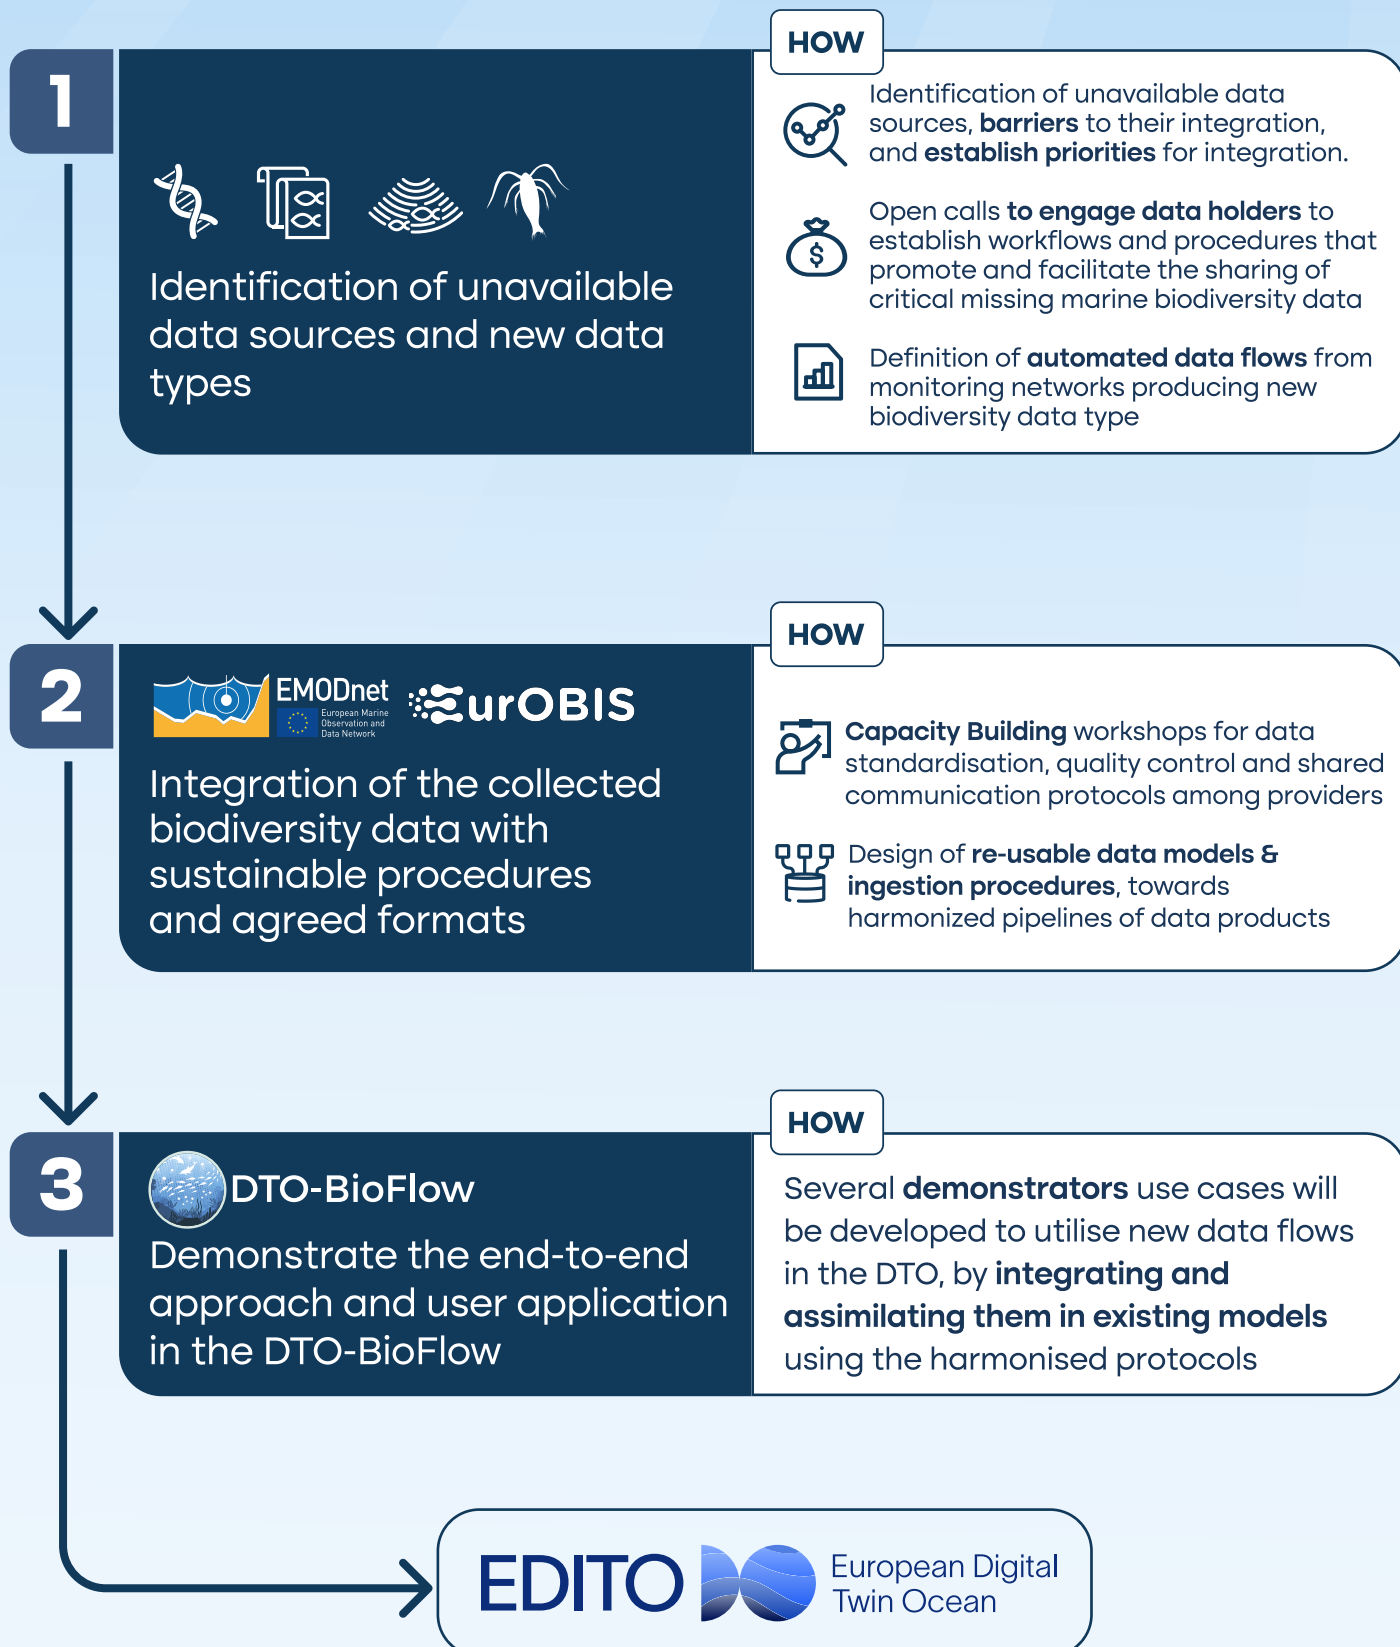 1
Identification of unavailable
data sources and new data
types
HOW
Identification of unavailable data
sources, barriers to their integration,
and establish priorities for integration.
$
Open calls to engage data holders to
establish workflows and procedures that
promote and facilitate the sharing of
critical missing marine biodiversity data
Definition of automated data flows from
monitoring networks producing new
biodiversity data type
2
EMODnet
European Marine
Observation and
Data Network
EurOBIS
Integration of the collected
biodiversity data with
sustainable procedures
and agreed formats
HOW
Capacity Building workshops for data
standardisation, quality control and shared
communication protocols among providers
Design of re-usable data models &
ingestion procedures, towards
harmonized pipelines of data products
3
DTO-BioFlow
Demonstrate the end-to-end
approach and user application
in the DTO-BioFlow
HOW
Several demonstrators use cases will
be developed to utilise new data flows
in the DTO, by integrating and
assimilating them in existing models
using the harmonised protocols
EDITO
European Digital
Twin Ocean